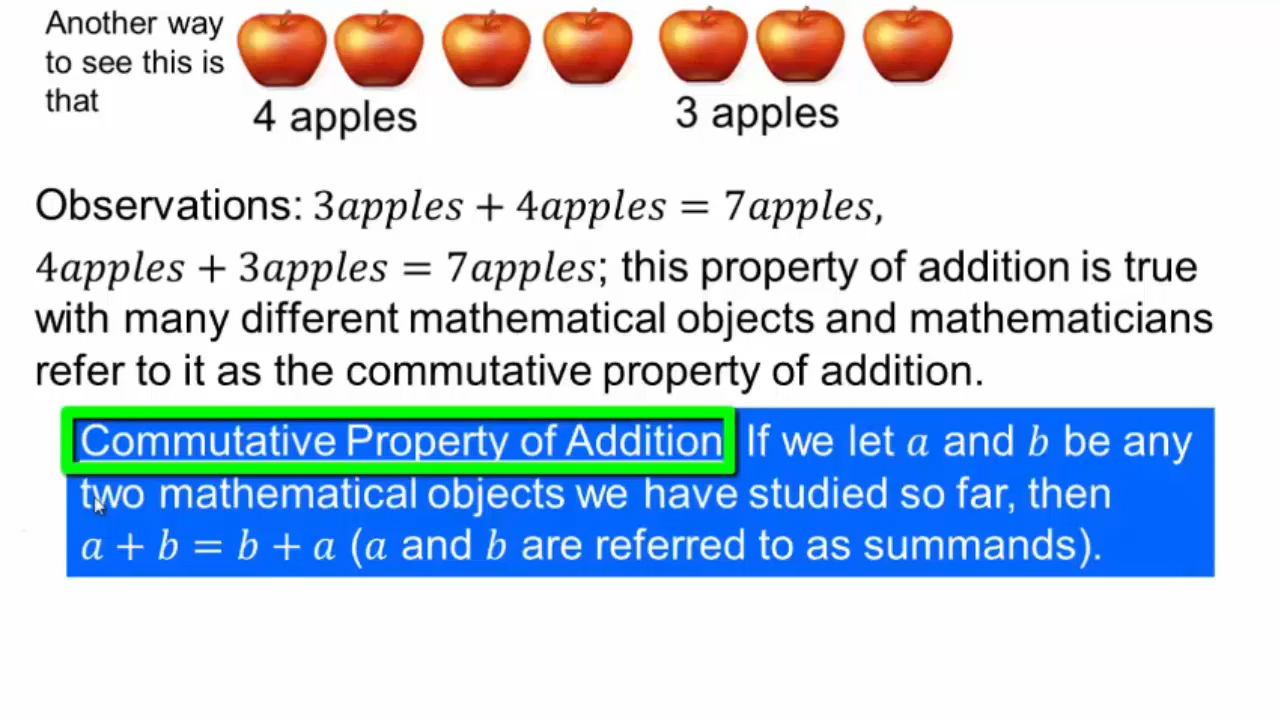 Another way
to see this is
that
4 apples
3 apples
Observations: 3apples + 4apples = 7apples,
4apples + 3apples = 7apples; this property of addition is true
with many different mathematical objects and mathematicians
refer to it as the commutative property of addition.
Commutative Property of Addition If we let a and b be any
two mathematical objects we have studied so far, then
a + b = b + a (a and b are referred to as summands).